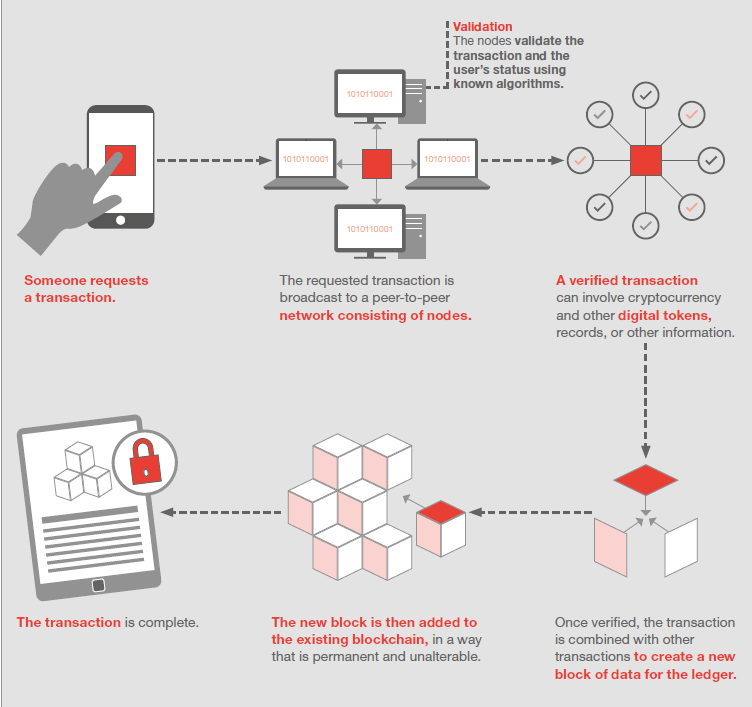 Validation
The nodes validate the
transaction and the
user's status using
known algorithms.
1010110001
1010110001
1010110001
1010110001
Someone requests
a transaction.
The requested transaction is
broadcast to a peer-to-peer
network consisting of nodes.
A verified transaction
can involve cryptocurrency
and other digital tokens,
records, or other information.
The transaction is complete.
The new block is then added to
the existing blockchain, in a way
that is permanent and unalterable.
Once verified, the transaction
is combined with other
transactions to create a new
block of data for the ledger.